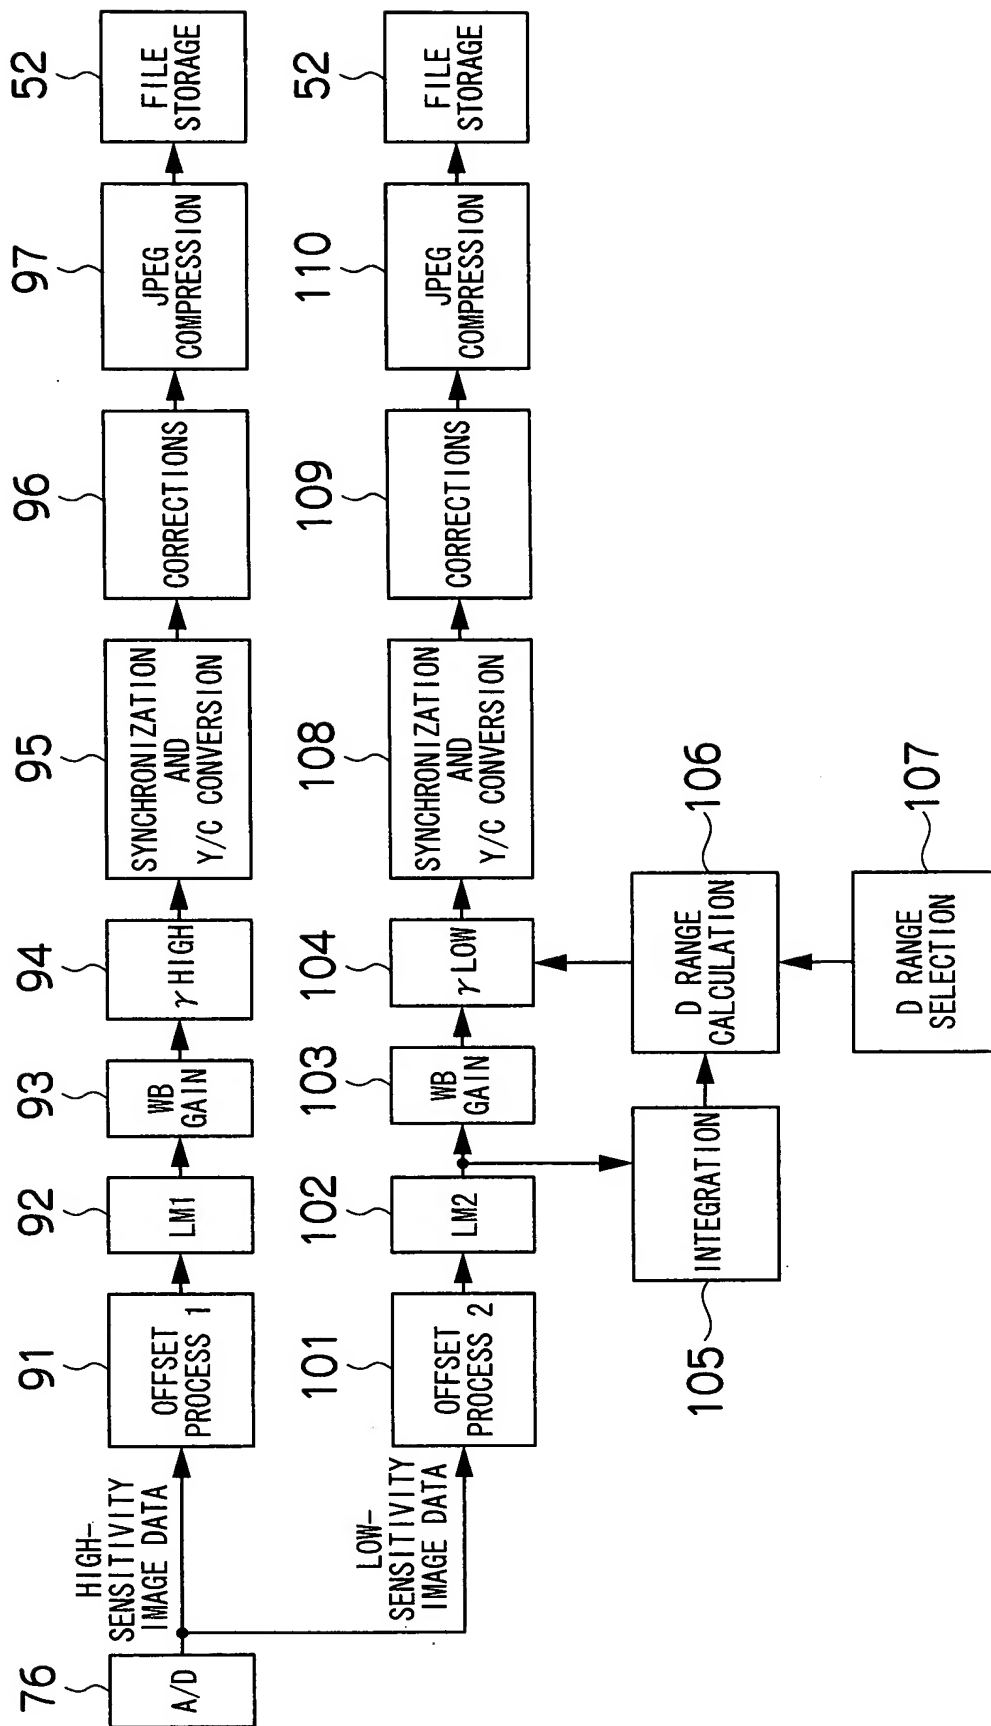 76
A/D
HIGH-
SENSITIVITY
IMAGE DATA
91
OFFSET
PROCESS 1
92
LM1
93
WB
GAIN
94
γHIGH
95
SYNCHRONIZATION
AND
Y/C CONVERSION
96
CORRECTIONS
97
JPEG
COMPRESSION
52
FILE
STORAGE
LOW-
SENSITIVITY
IMAGE DATA
101
OFFSET
PROCESS 2
102
LM2
103
WB
GAIN
104
γLOW
108
SYNCHRONIZATION
AND
Y/C CONVERSION
109
CORRECTIONS
110
JPEG
COMPRESSION
52
FILE
STORAGE
105
INTEGRATION
D RANGE
CALCULATION
106
D RANGE
SELECTION
107